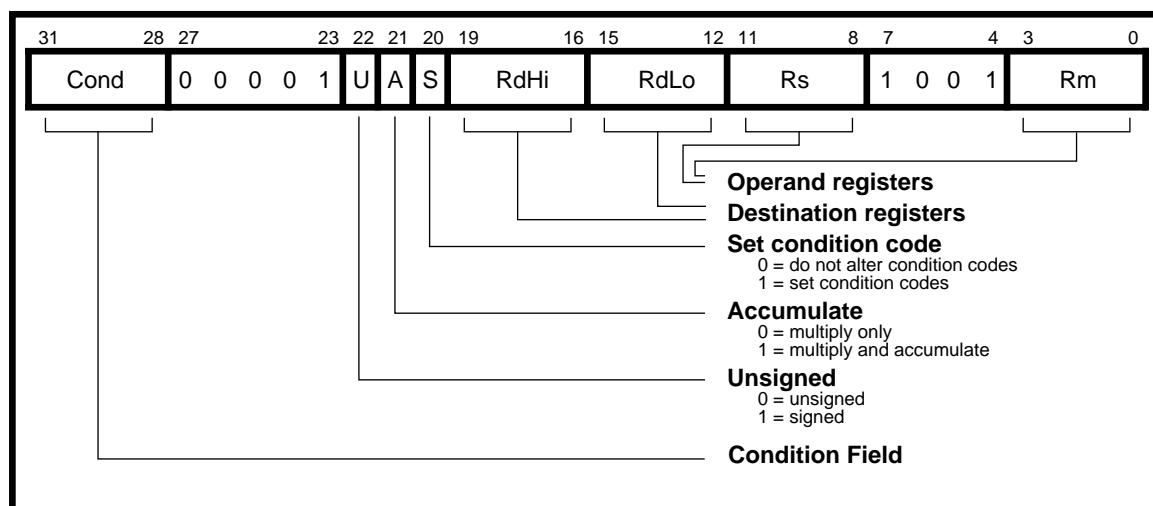 31 28 27 23 22 21 20 19 16 15 12 11 8 7 4 3 0
Cond 0 0 0 0 1 U A S RdHi RdLo Rs 1 0 0 1 Rm
Operand registers
Destination registers
Set condition code
0 = do not alter condition codes
1 = set condition codes
Accumulate
0 = multiply only
1 = multiply and accumulate
Unsigned
0 = unsigned
1 = signed
Condition Field